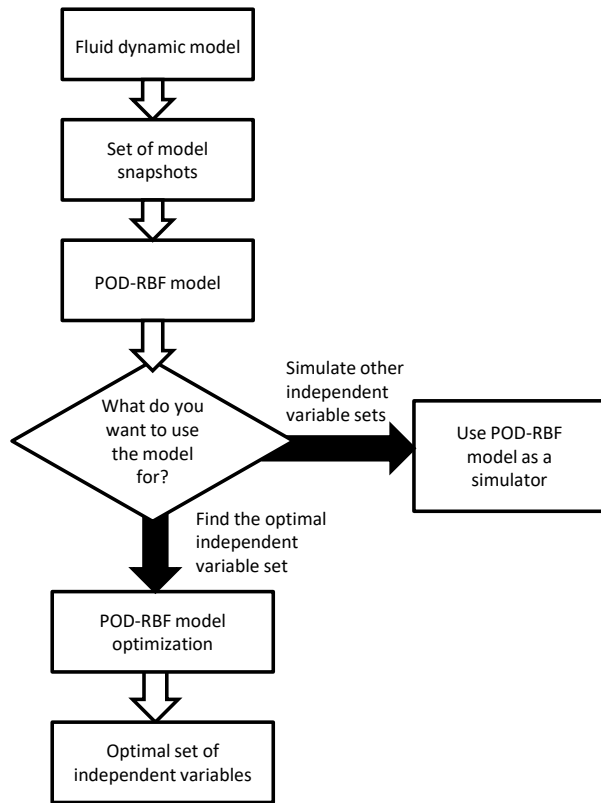 Fluid dynamic model
Set of model
snapshots
POD-RBF model
What do you
want to use
the model
for?
Simulate other
independent
variable sets
Use POD-RBF
model as a
simulator
Find the optimal
independent
variable set
POD-RBF model
optimization
Optimal set of
independent variables